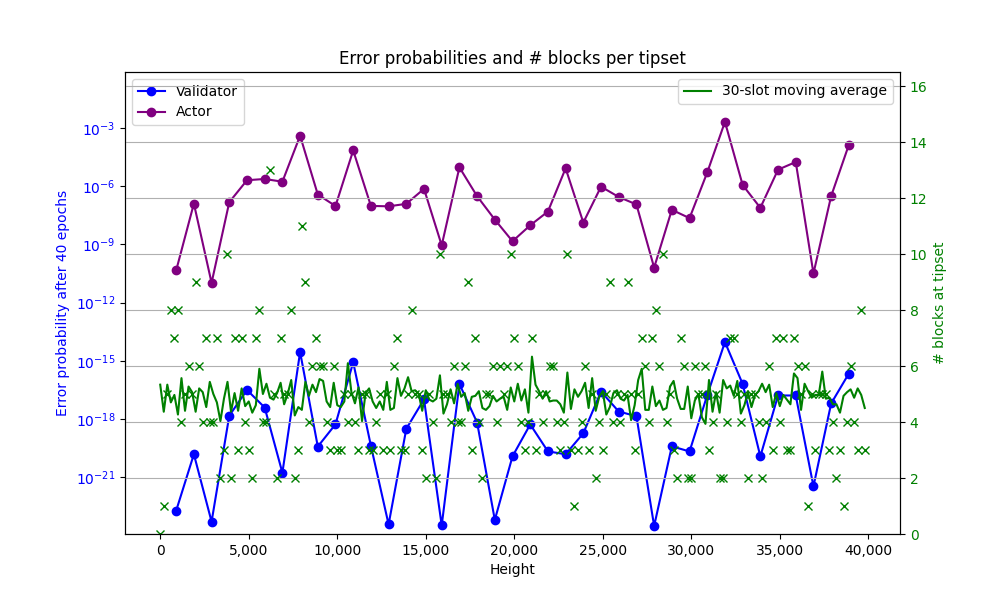 Error probabilities and # blocks per tipset
Validator
Actor
30-slot moving average
Error probability after 40 epochs
10⁻³
10⁻⁶
10⁻⁹
10⁻¹²
10⁻¹⁵
10⁻¹⁸
10⁻²¹
16
14
12
10
8
6
4
2
0
# blocks at tipset
0 5,000 10,000 15,000 20,000 25,000 30,000 35,000 40,000
Height